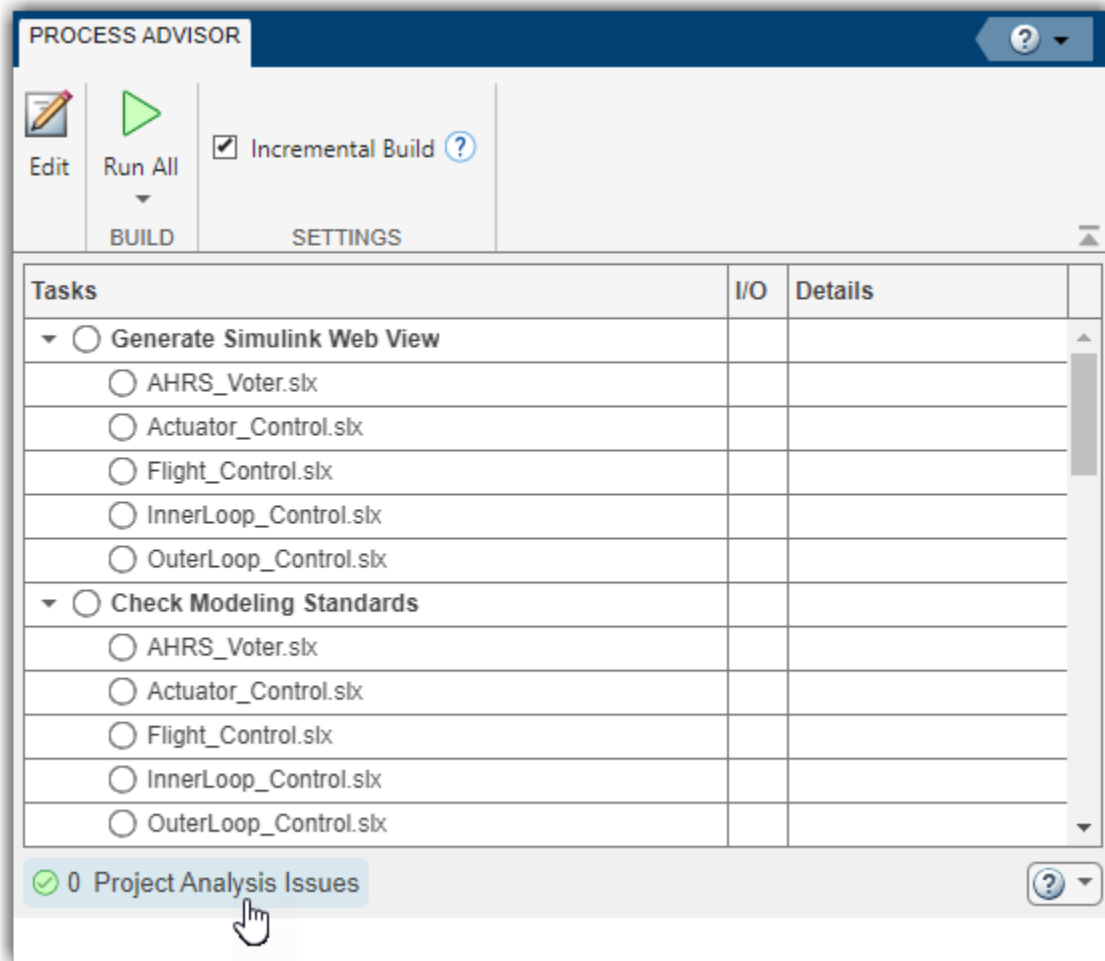 PROCESS ADVISOR
Edit
Run All
Incremental Build
BUILD
SETTINGS
Tasks I/O Details
Generate Simulink Web View
AHRS_Voter.slx
Actuator_Control.slx
Flight_Control.slx
InnerLoop_Control.slx
OuterLoop_Control.slx
Check Modeling Standards
AHRS_Voter.slx
Actuator_Control.slx
Flight_Control.slx
InnerLoop_Control.slx
OuterLoop_Control.slx
0 Project Analysis Issues